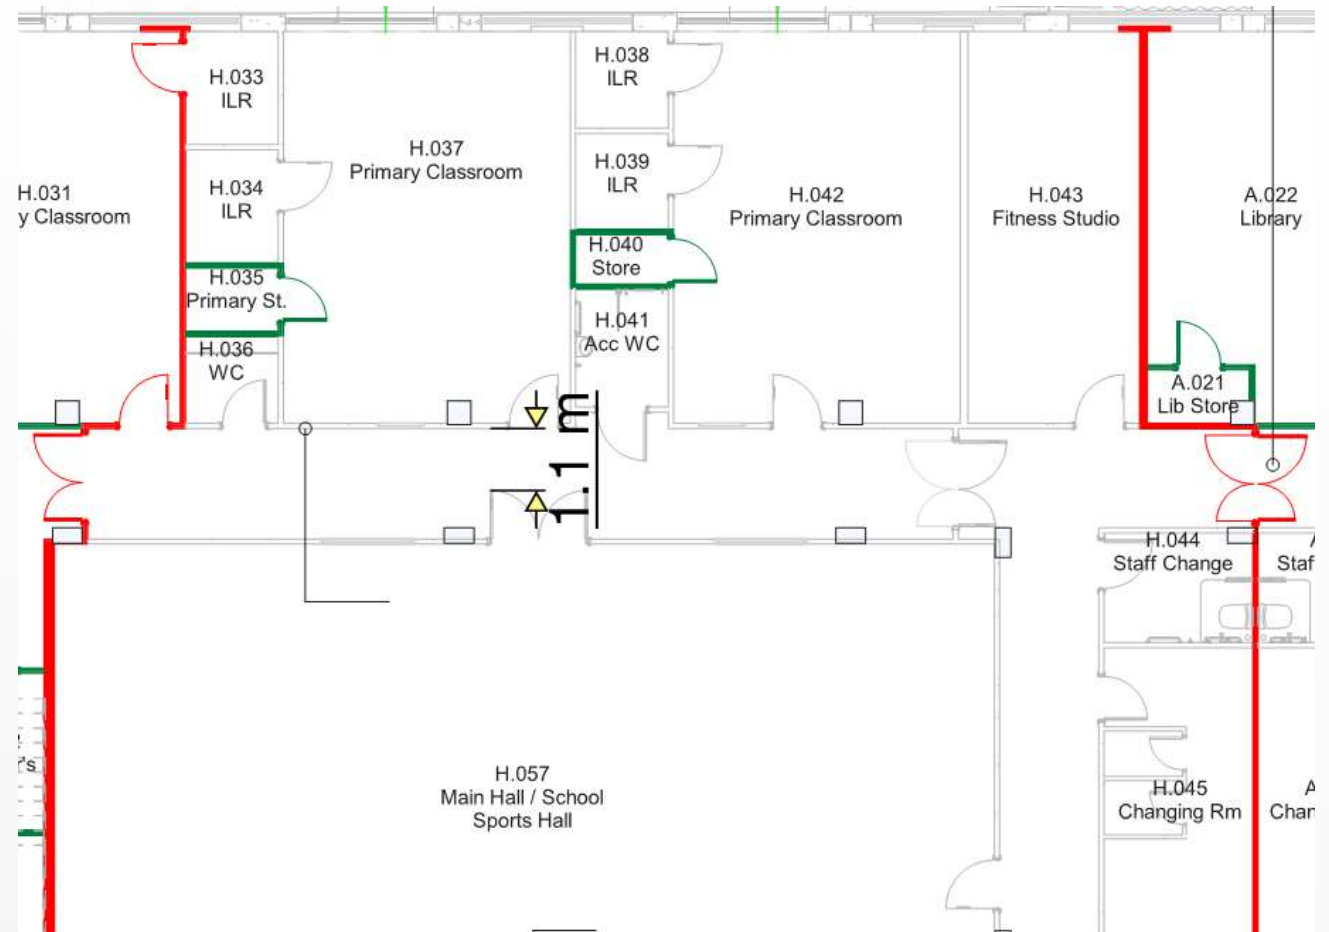 H.033
ILR
H.038
ILR
H.037
Primary Classroom
H.039
ILR
H.034
ILR
H.031
y Classroom
H.042
Primary Classroom
H.043
Fitness Studio
A.022
Library
H.040
Store
H.035
Primary St.
H.041
Acc WC
H.036
WC
A.021
Lib Store
1.1 m
H.044
Staff Change
Staf
H.057
Main Hall / School
Sports Hall
r's
H.045
Changing Rm
A
Chan